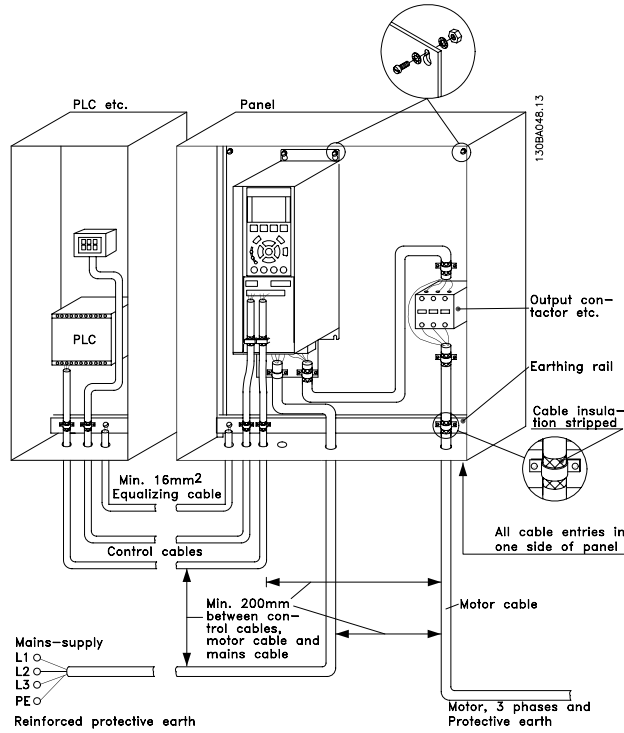 PLC etc.
Panel
130BA048.13
PLC
Output con-
tactor etc.
Earthing rail
Cable insula-
tion stripped
Min. 16mm2
Equalizing cable
All cable entries in
one side of panel
Control cables
Min. 200mm
between con-
trol cables,
motor cable and
mains cable
Motor cable
Mains-supply
L1
L2
L3
PE
Reinforced protective earth
Motor, 3 phases and
Protective earth